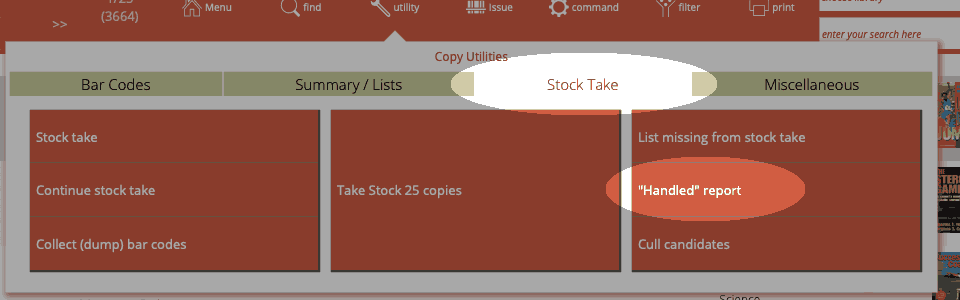 (3664)
>>
Menu
find
utility
Issue
command
filter
print
enter your search here
Copy Utilities
Bar Codes
Summary / Lists
Stock Take
Miscellaneous
Stock take
Continue stock take
Collect (dump) bar codes
Take Stock 25 copies
List missing from stock take
"Handled" report
Cull candidates
Science